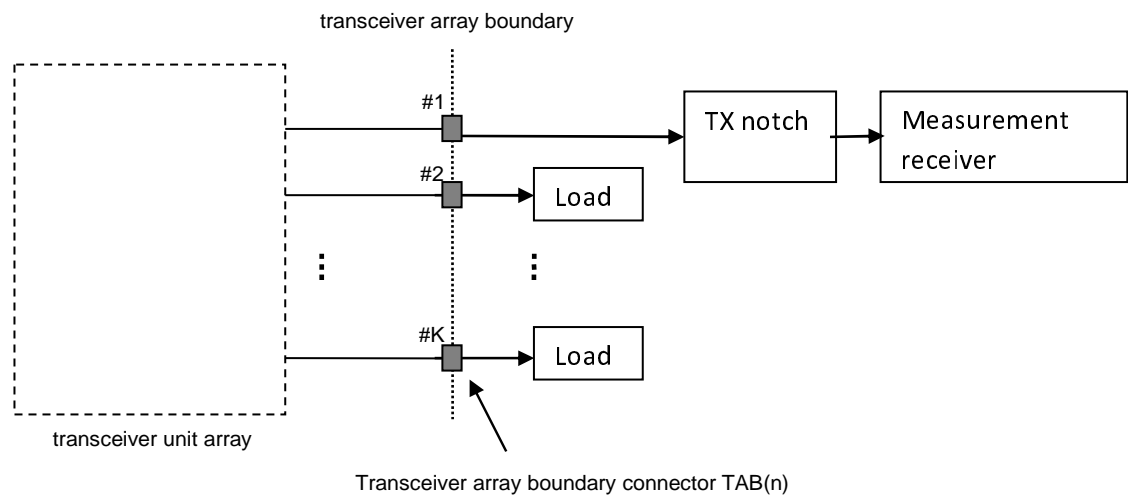 transceiver array boundary
#1
TX notch
Measurement
receiver
#2
Load
#K
Load
transceiver unit array
Transceiver array boundary connector TAB(n)